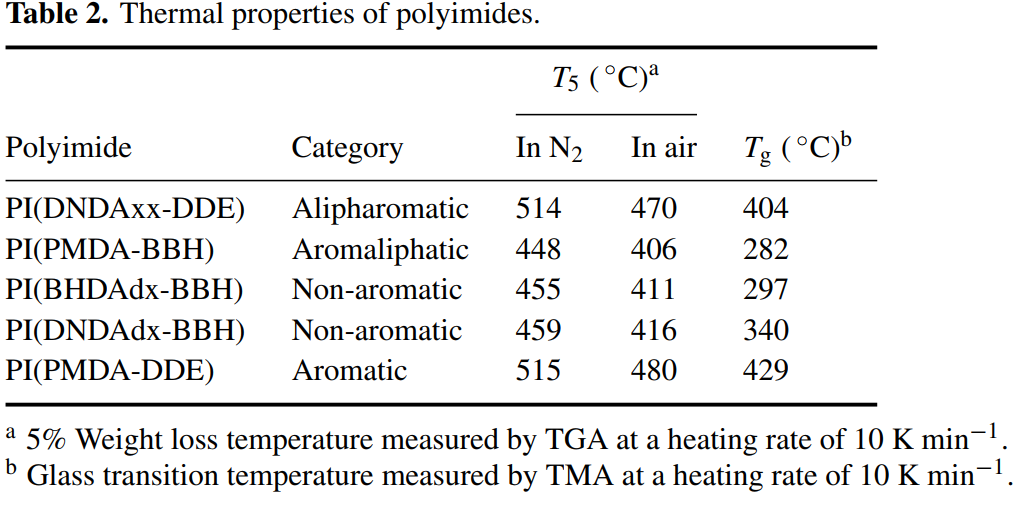 Table 2. Thermal properties of polyimides.
T5 (°C)a
Polyimide Category In N2 In air Tg (°C)b
PI(DNDAxx-DDE) Alipharomatic 514 470 404
PI(PMDA-BBH) Aromaliphatic 448 406 282
PI(BHDAdx-BBH) Non-aromatic 455 411 297
PI(DNDAdx-BBH) Non-aromatic 459 416 340
PI(PMDA-DDE) Aromatic 515 480 429
a 5% Weight loss temperature measured by TGA at a heating rate of 10 K min−1.
b Glass transition temperature measured by TMA at a heating rate of 10 K min−1.